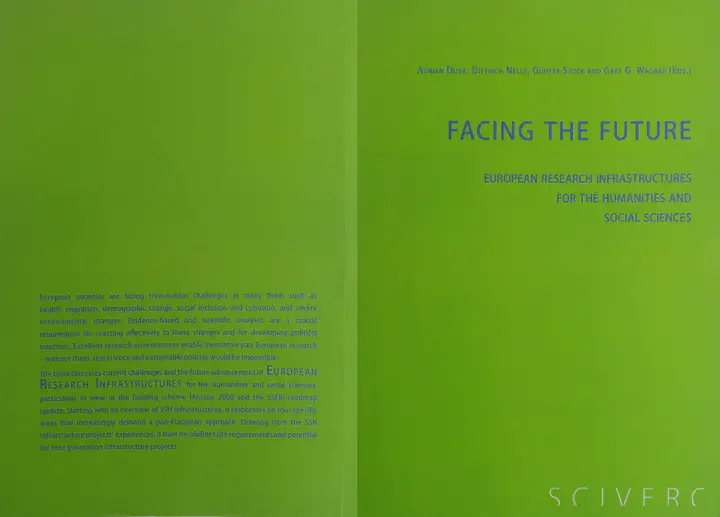 European societies are facing tremendous challenges in many fields such as
health, migration, demographic change, social inclusion and cohesion, and severe
environmental changes. Evidence-based and scientific analyses are a crucial
requirement for reacting effectively to these changes and for developing political
solutions. Excellent research environments enable innovative pan-European research
– without them, real science and sustainable policies would be impossible.
The book discusses current challenges and the future advancement of EUROPEAN
RESEARCH INFRASTRUCTURES for the humanities and social sciences,
particularly in view of the funding scheme Horizon 2020 and the ESFRI roadmap
update. Starting with an overview of SSH infrastructures, it elaborates on four specific
areas that increasingly demand a pan-European approach. Drawing from the SSH
infrastructure projects' experiences, it then the requirements and potential
for next generation infrastructure projects.
ADRIAN DUȘA, DIETRICH NELLE, GÜNTER STOCK AND GERT G. WAGNER (EDS.)
FACING THE FUTURE
EUROPEAN RESEARCH INFRASTRUCTURES
FOR THE HUMANITIES AND
SOCIAL SCIENCES
SCIVERO